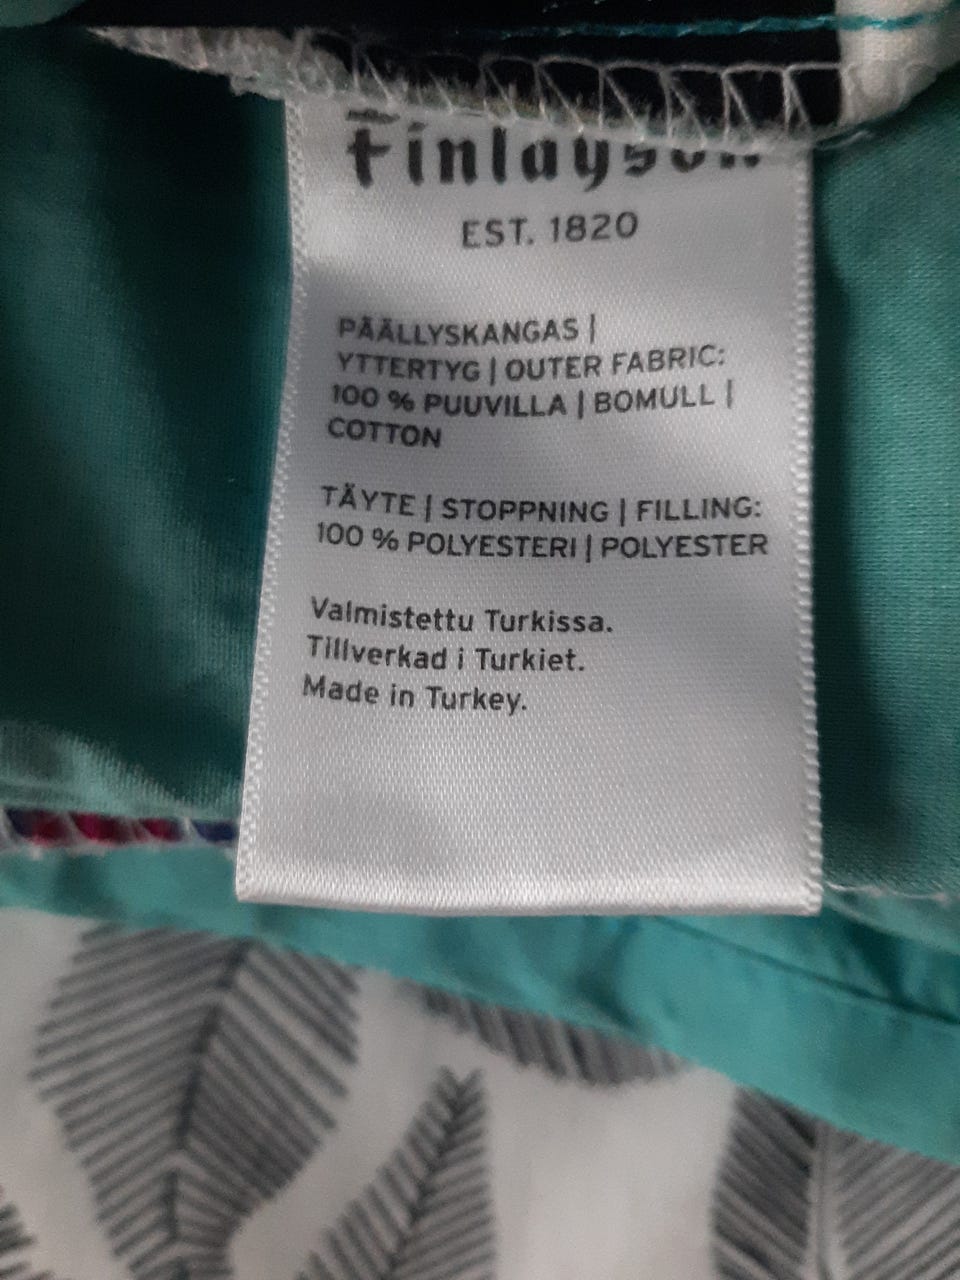 Finlayson
EST. 1820
PÄÄLLYSKANGAS |
YTTERTYG | OUTER FABRIC:
100 % PUUVILLA | BOMULL |
COTTON
TÄYTE | STOPPNING | FILLING:
100 % POLYESTERI | POLYESTER
Valmistettu Turkissa.
Tillverkad i Turkiet.
Made in Turkey.